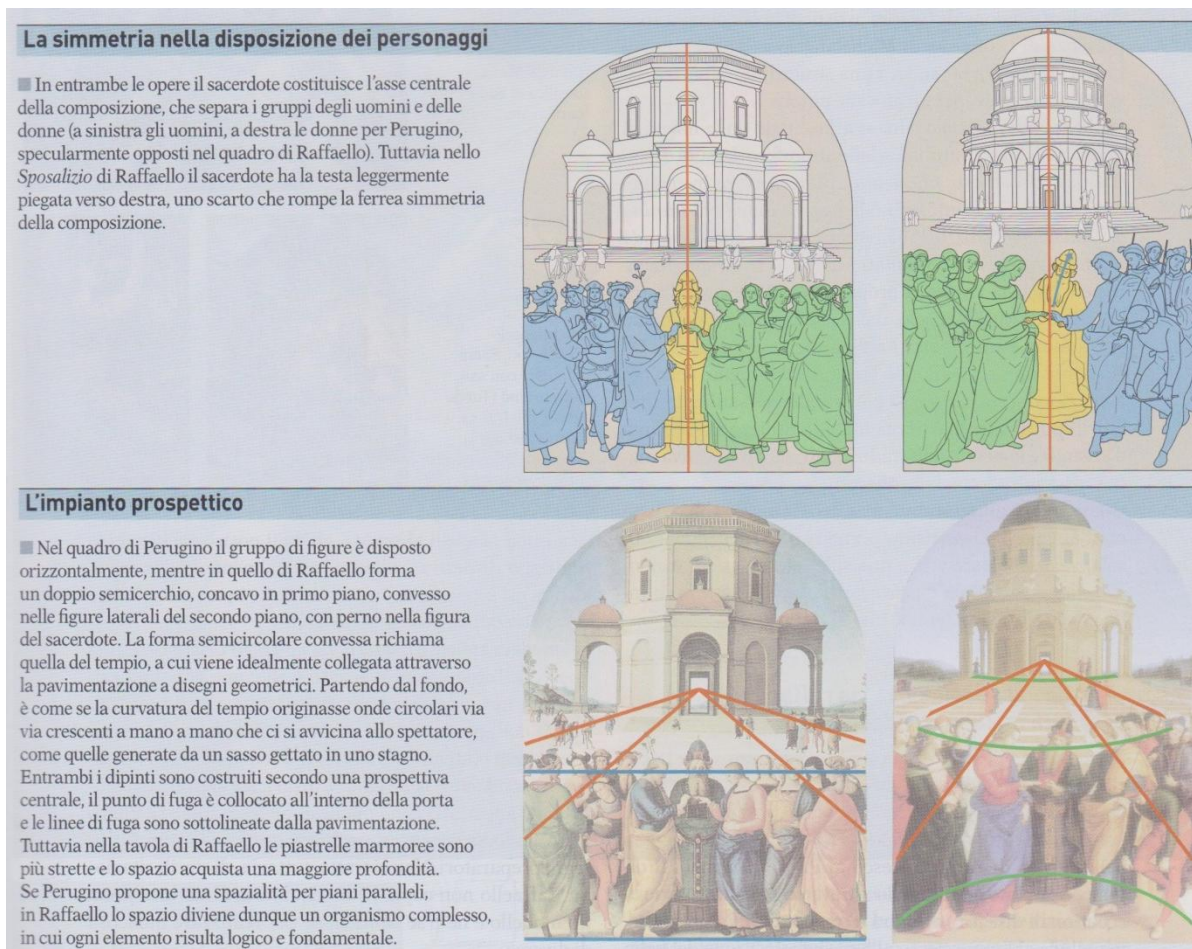 La simmetria nella disposizione dei personaggi
■ In entrambe le opere il sacerdote costituisce l'asse centrale
della composizione, che separa i gruppi degli uomini e delle
donne (a sinistra gli uomini, a destra le donne per Perugino,
specularmente opposti nel quadro di Raffaello). Tuttavia nello
Sposalizio di Raffaello il sacerdote ha la testa leggermente
piegata verso destra, uno scarto che rompe la ferrea simmetria
della composizione.
L'impianto prospettico
■ Nel quadro di Perugino il gruppo di figure è disposto
orizzontalmente, mentre in quello di Raffaello forma
un doppio semicerchio, concavo in primo piano, convesso
nelle figure laterali del secondo piano, con perno nella figura
del sacerdote. La forma semicircolare convessa richiama
quella del tempio, a cui viene idealmente collegata attraverso
la pavimentazione a disegni geometrici. Partendo dal fondo,
è come se la curvatura del tempio originasse onde circolari via
via crescenti a mano a mano che ci si avvicina allo spettatore,
come quelle generate da un sasso gettato in uno stagno.
Entrambi i dipinti sono costruiti secondo una prospettiva
centrale, il punto di fuga è collocato all'interno della porta
e le linee di fuga sono sottolineate dalla pavimentazione.
Tuttavia nella tavola di Raffaello le piastrelle marmoree sono
più strette e lo spazio acquista una maggiore profondità.
Se Perugino propone una spazialità per piani paralleli,
in Raffaello lo spazio diviene dunque un organismo complesso,
in cui ogni elemento risulta logico e fondamentale.